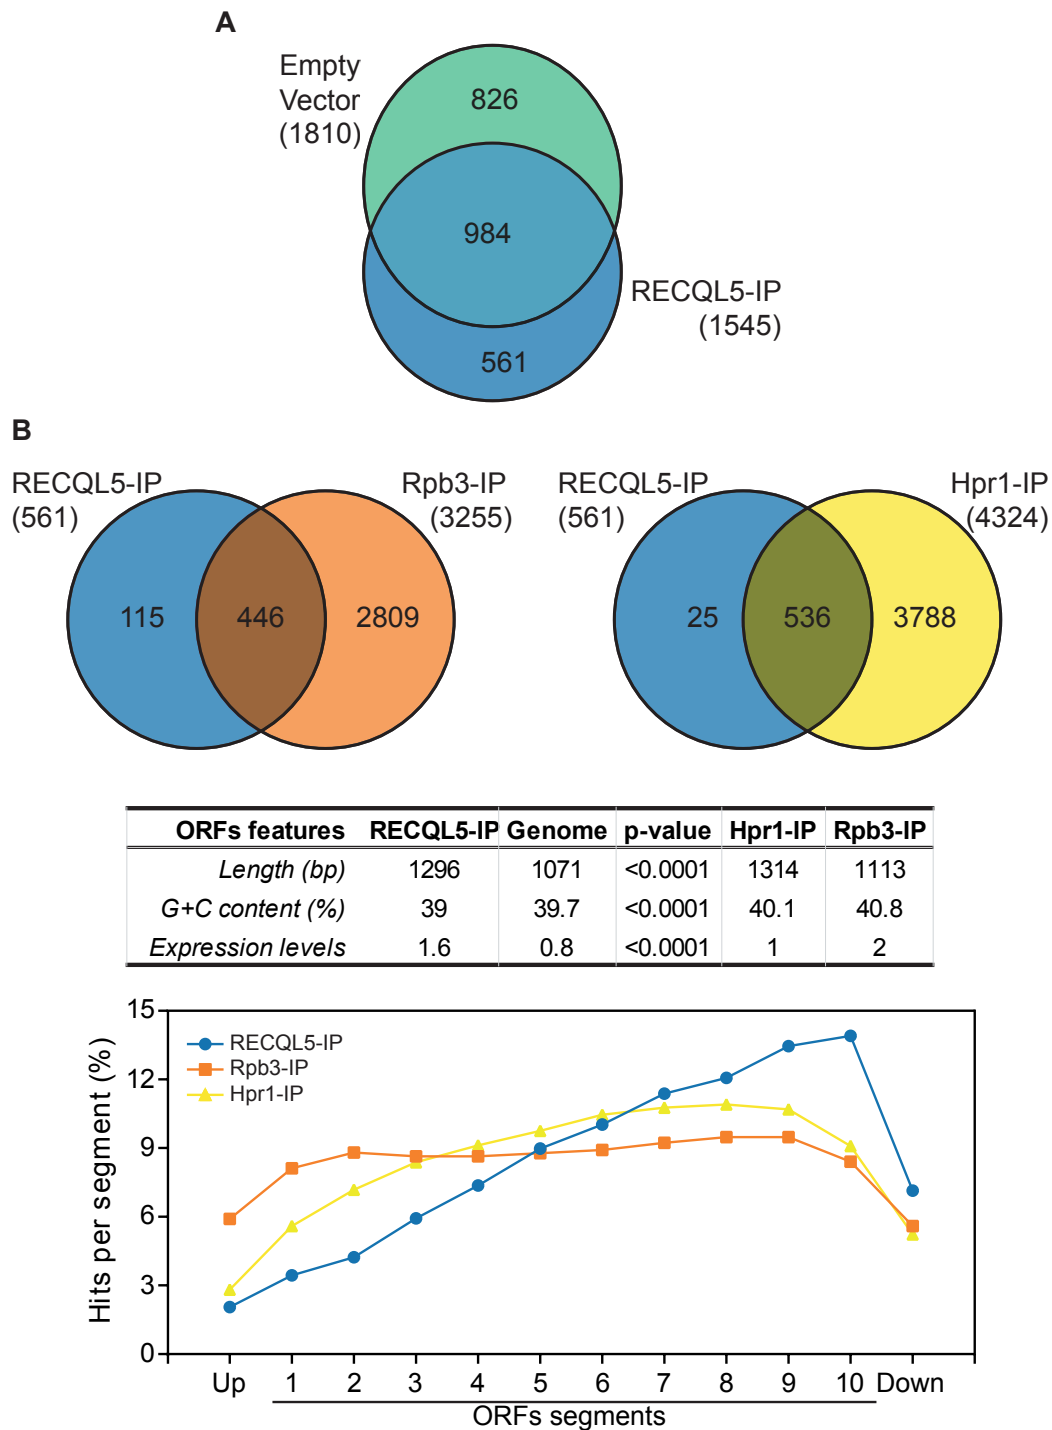 A
Empty
Vector
(1810)
826
984
RECQL5-IP
(1545)
561
B
RECQL5-IP
(561)
Rpb3-IP
(3255)
115
446
2809
RECQL5-IP
(561)
Hpr1-IP
(4324)
25
536
3788
ORFs features RECQL5-IP Genome p-value Hpr1-IP Rpb3-IP
Length (bp) 1296 1071 <0.0001 1314 1113
G+C content (%) 39 39.7 <0.0001 40.1 40.8
Expression levels 1.6 0.8 <0.0001 1 2
Hits per segment (%)
15
12
9
6
3
0
RECQL5-IP
Rpb3-IP
Hpr1-IP
Up 1 2 3 4 5 6 7 8 9 10 Down
ORFs segments